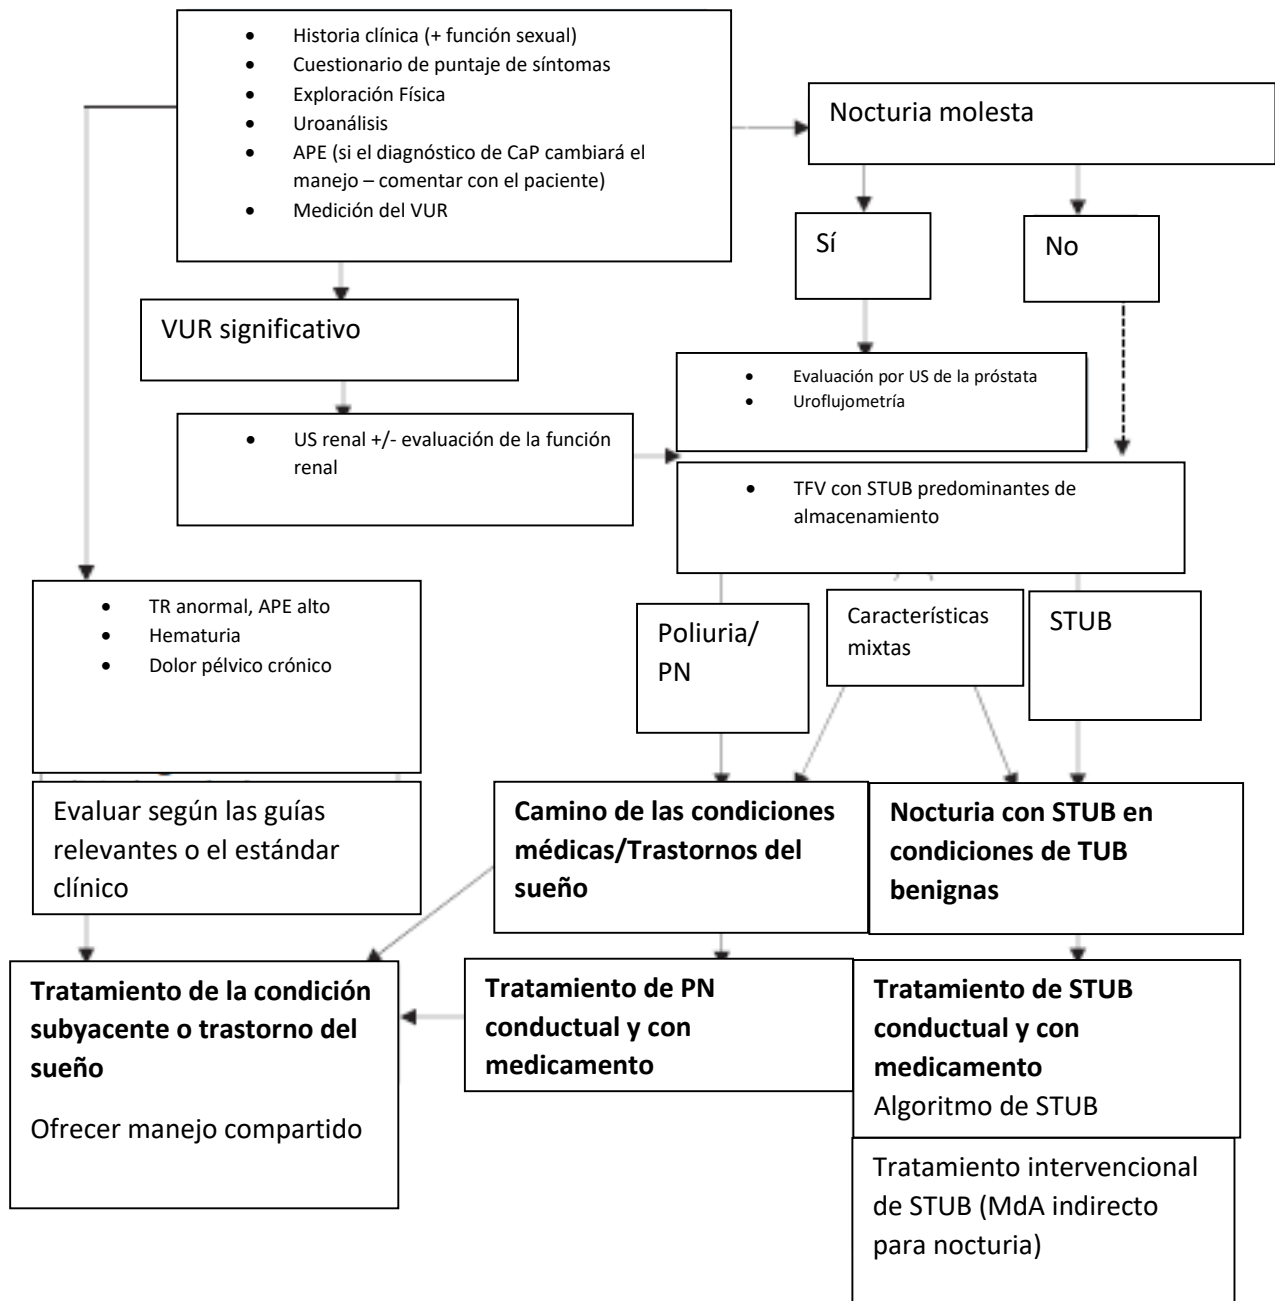 • Historia clínica (+ función sexual)
• Cuestionario de puntaje de síntomas
• Exploración Física
• Uroanálisis
• APE (si el diagnóstico de CaP cambiará el
manejo – comentar con el paciente)
• Medición del VUR
Nocturia molesta
Sí
No
VUR significativo
• Evaluación por US de la próstata
• Uroflujometría
• US renal +/- evaluación de la función
renal
• TFV con STUB predominantes de
almacenamiento
• TR anormal, APE alto
• Hematuria
• Dolor pélvico crónico
Poliuria/
PN
Características
mixtas
STUB
Evaluar según las guías
relevantes o el estándar
clínico
Camino de las condiciones
médicas/Trastornos del
sueño
Nocturia con STUB en
condiciones de TUB
benignas
Tratamiento de la condición
subyacente o trastorno del
sueño
Ofrecer manejo compartido
Tratamiento de PN
conductual y con
medicamento
Tratamiento de STUB
conductual y con
medicamento
Algoritmo de STUB
Tratamiento intervencional
de STUB (MdA indirecto
para nocturia)